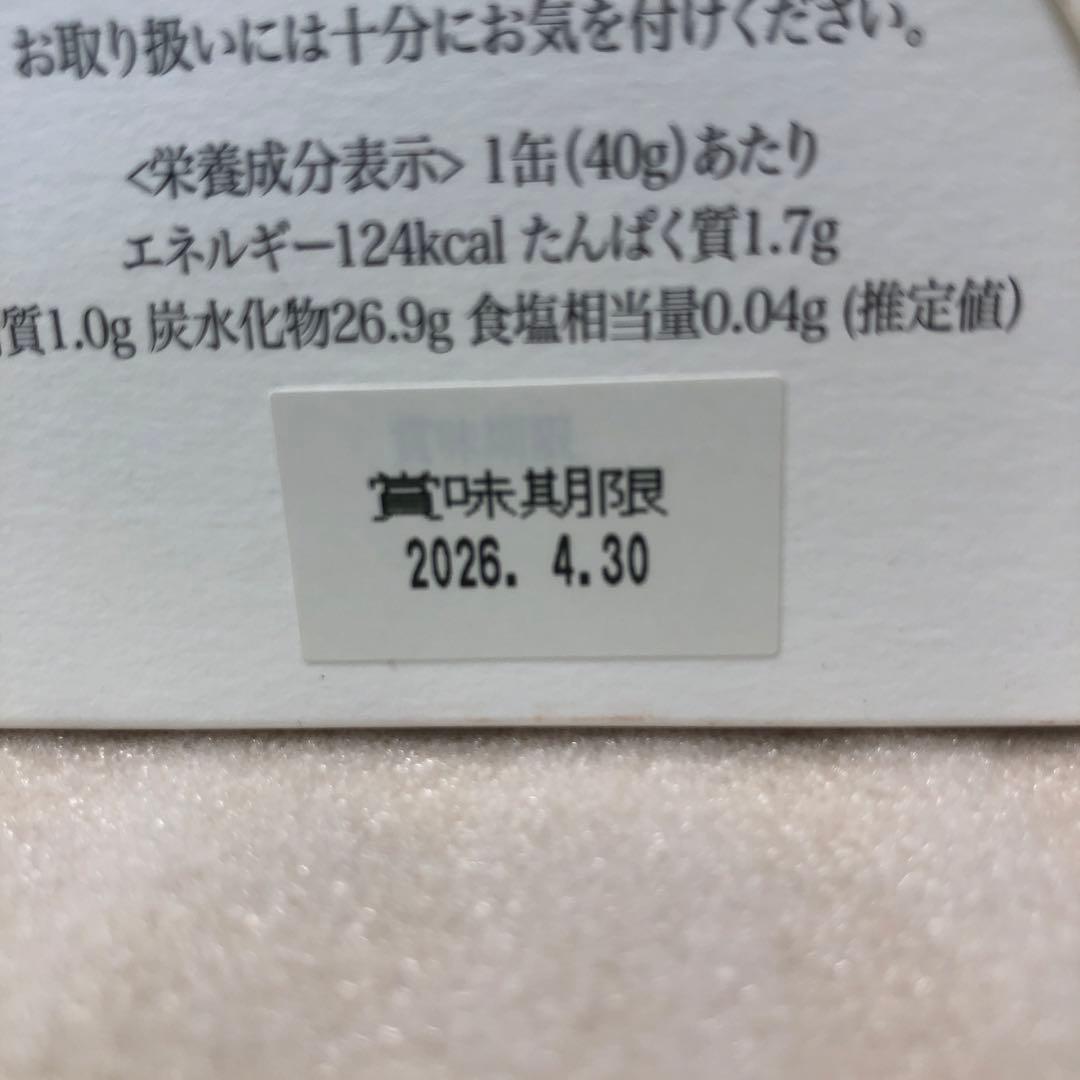 お取り扱いには十分にお気を付けください。
<栄養成分表示> 1缶(40g)あたり
エネルギー124kcal たんぱく質1.7g
質1.0g 炭水化物26.9g 食塩相当量0.04g (推定値)
賞味期限
2026. 4.30